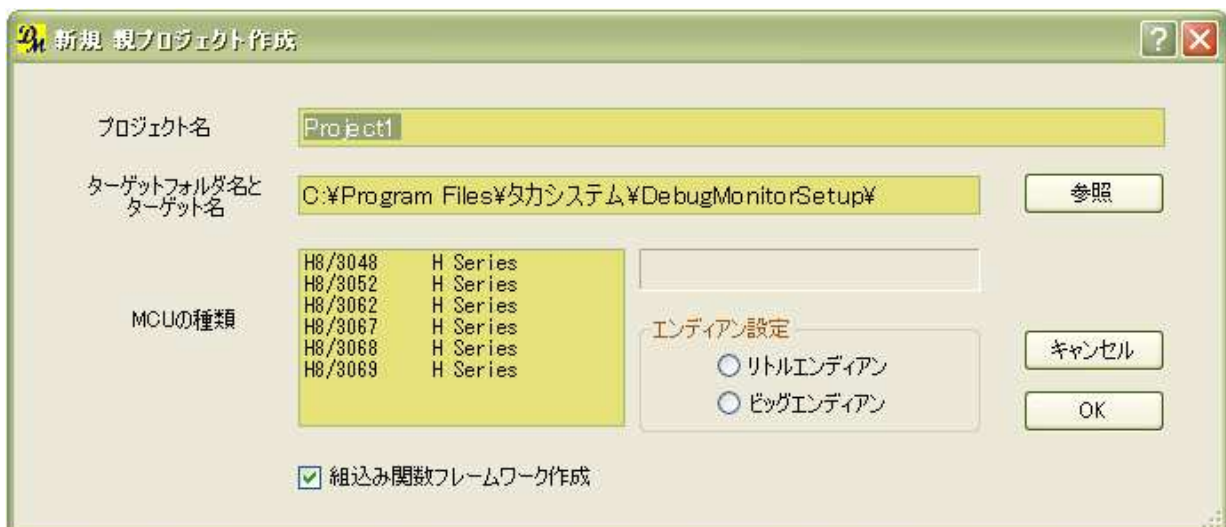 DM 新規 親プロジェクト作成
プロジェクト名
Project1
ターゲットフォルダ名と
ターゲット名
C:¥Program Files¥タカシステム¥DebugMonitorSetup¥
参照
MCUの種類
H8/3048 H Series
H8/3052 H Series
H8/3062 H Series
H8/3067 H Series
H8/3068 H Series
H8/3069 H Series
エンディアン設定
リトルエンディアン
ビッグエンディアン
キャンセル
OK
組込み関数フレームワーク作成